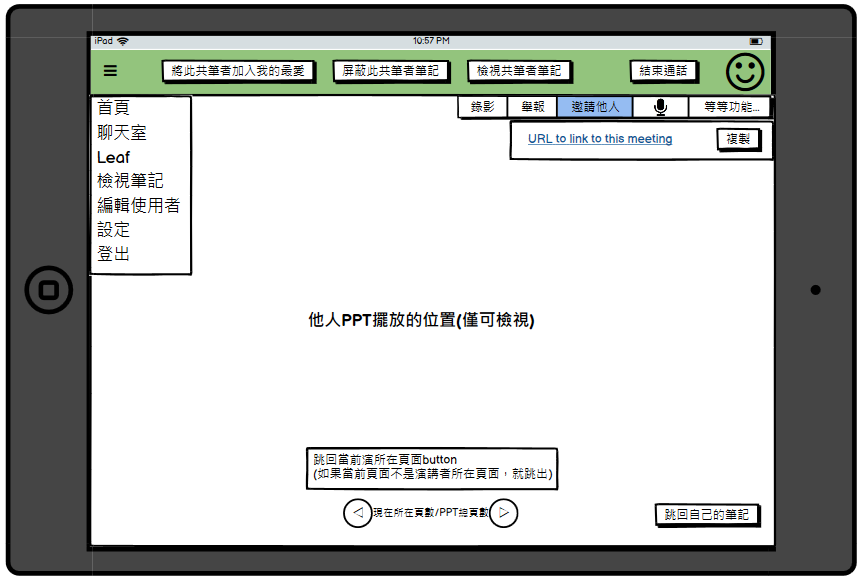 iPad
10:57 PM
將此共筆者加入我的最愛
屏蔽此共筆者筆記
檢視共筆者筆記
結束通話
首頁
聊天室
Leaf
檢視筆記
編輯使用者
設定
登出
錄影
舉報
邀請他人
等等功能...
URL to link to this meeting
複製
他人PPT擺放的位置(僅可檢視)
跳回當前演所在頁面button
(如果當前頁面不是演講者所在頁面，就跳出)
現在所在頁數/PPT總頁數
跳回自己的筆記